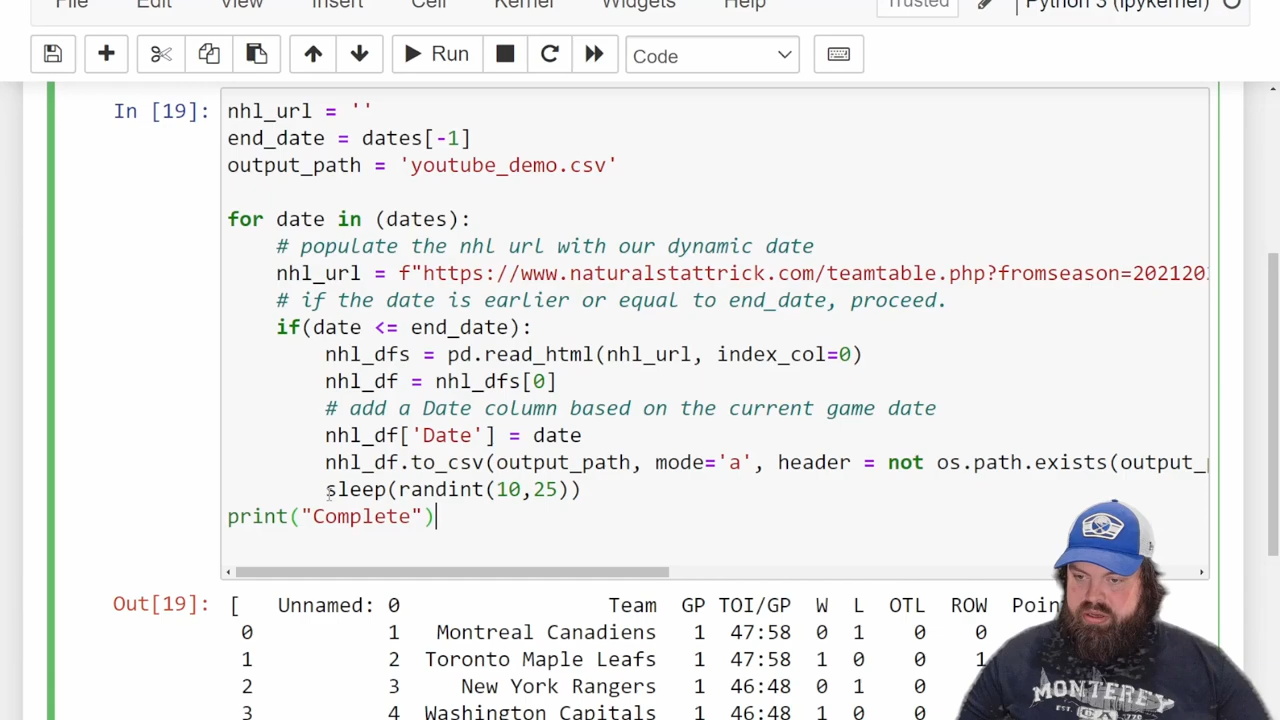 File Edit View Insert Cell Kernel Widgets Help Trusted Python 3 (ipykernel)
Run Code
In [19]: nhl_url = ''
end_date = dates[-1]
output_path = 'youtube_demo.csv'
for date in (dates):
# populate the nhl url with our dynamic date
nhl_url = f"https://www.naturalstattrick.com/teamtable.php?fromseason=202120
# if the date is earlier or equal to end_date, proceed.
if(date <= end_date):
nhl_dfs = pd.read_html(nhl_url, index_col=0)
nhl_df = nhl_dfs[0]
# add a Date column based on the current game date
nhl_df['Date'] = date
nhl_df.to_csv(output_path, mode='a', header = not os.path.exists(output_
sleep(randint(10,25))
print("Complete")
Out[19]: [ Unnamed: 0 Team GP TOI/GP W L OTL ROW
0 1 Montreal Canadiens 1 47:58 0 1 0 0
1 2 Toronto Maple Leafs 1 47:58 1 0 0 1
2 3 New York Rangers 1 46:48 0 1 0 0
3 4 Washington Capitals 1 46:48 1 0 0
MONTEREY